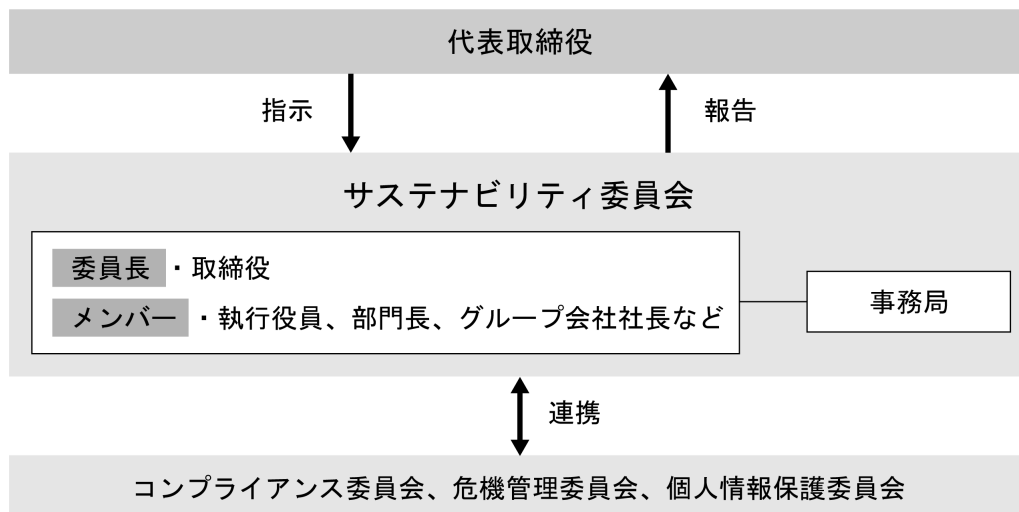 代表取締役
指示
報告
サステナビリティ委員会
委員長 ・取締役
メンバー ・執行役員、部門長、グループ会社社長など
事務局
連携
コンプライアンス委員会、危機管理委員会、個人情報保護委員会